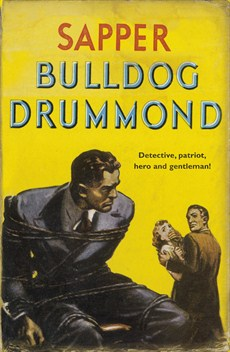 SAPPER
BULLDOG
DRUMMOND
Detective, patriot,
hero and gentleman!